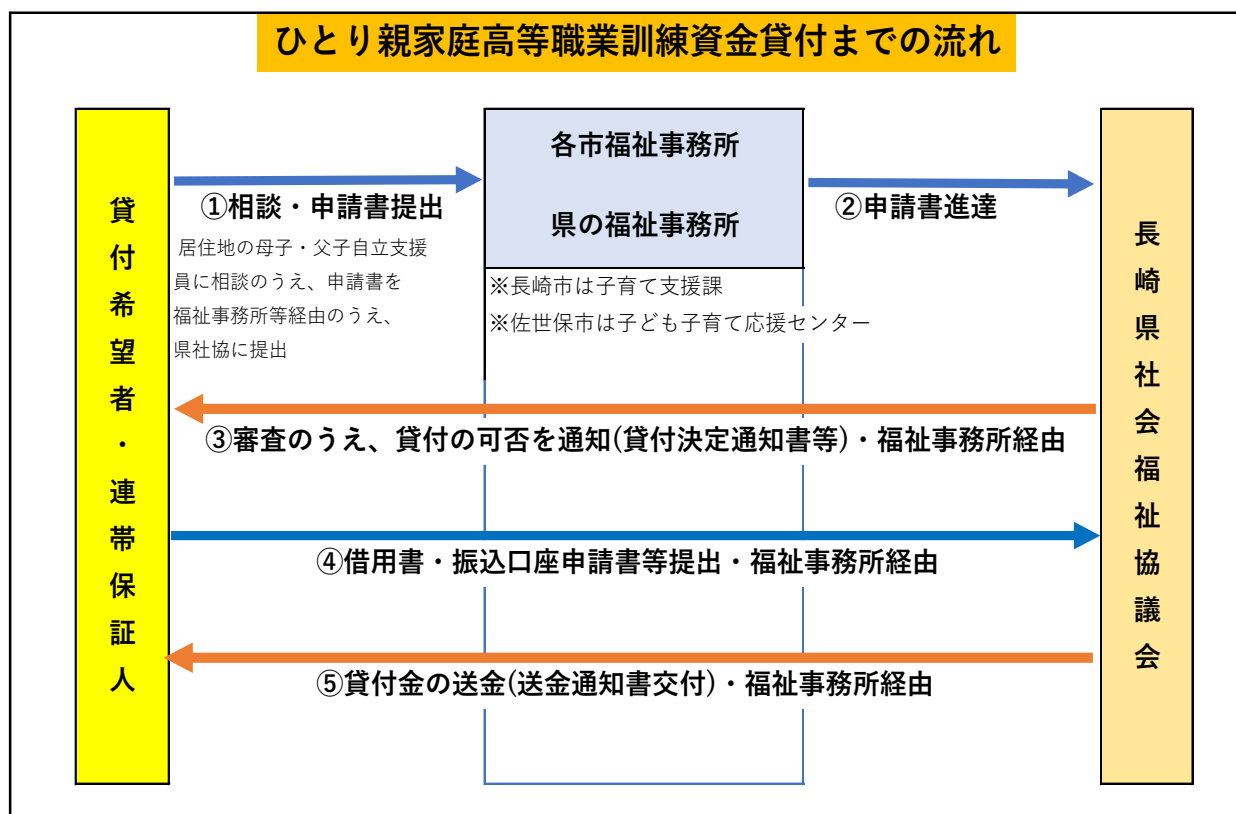 ひとり親家庭高等職業訓練資金貸付までの流れ
貸付希望者・連帯保証人
①相談・申請書提出
居住地の母子・父子自立支援
員に相談のうえ、申請書を
福祉事務所等経由のうえ、
県社協に提出
各市福祉事務所
県の福祉事務所
※長崎市は子育て支援課
※佐世保市は子ども子育て応援センター
②申請書進達
長崎県社会福祉協議会
③審査のうえ、貸付の可否を通知(貸付決定通知書等)・福祉事務所経由
④借用書・振込口座申請書等提出・福祉事務所経由
⑤貸付金の送金(送金通知書交付)・福祉事務所経由